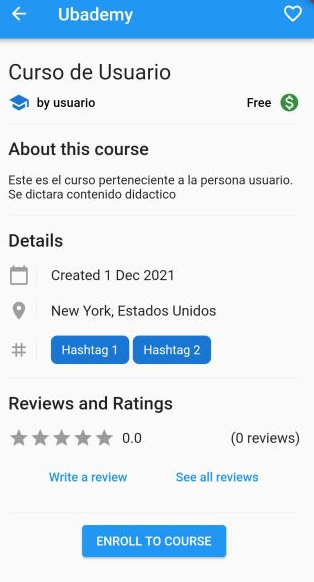 Ubademy
Curso de Usuario
by usuario Free $
About this course
Este es el curso perteneciente a la persona usuario.
Se dictara contenido didactico
Details
Created 1 Dec 2021
New York, Estados Unidos
# Hashtag 1 Hashtag 2
Reviews and Ratings
0.0 (0 reviews)
Write a review See all reviews
ENROLL TO COURSE